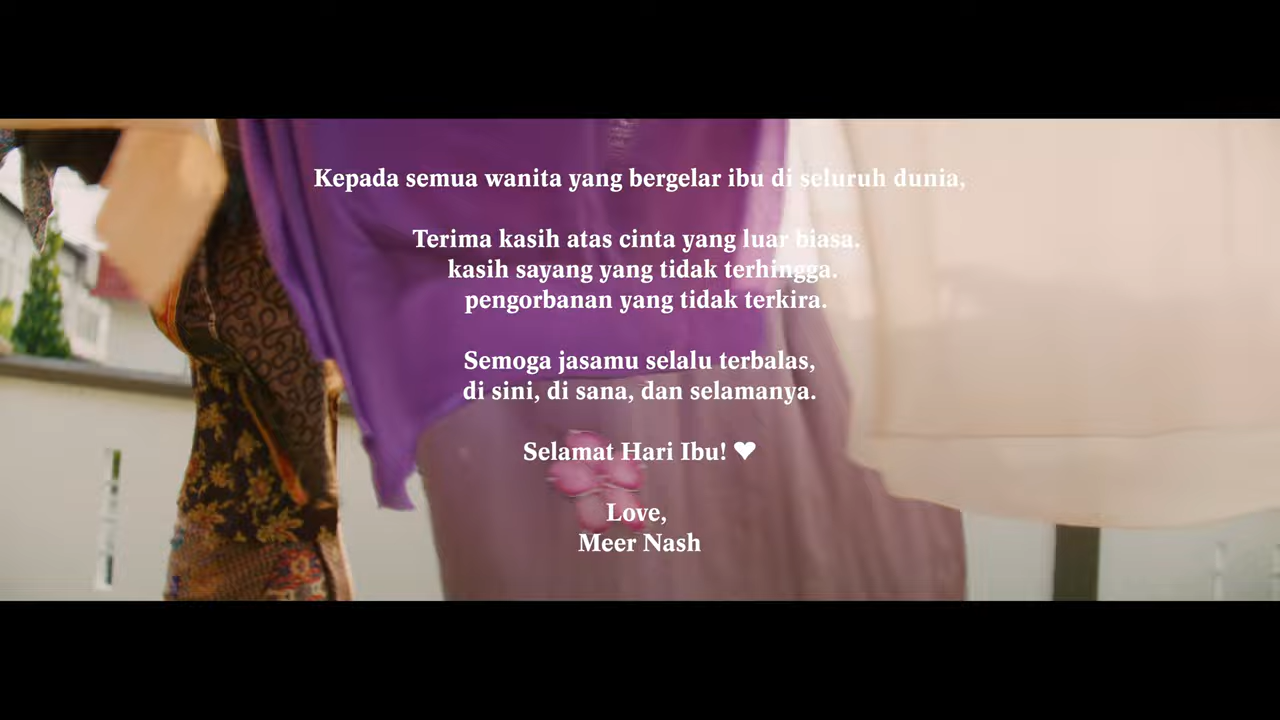 Kepada semua wanita yang bergelar ibu di seluruh dunia,
Terima kasih atas cinta yang luar biasa.
kasih sayang yang tidak terhingga.
pengorbanan yang tidak terkira.
Semoga jasamu selalu terbalas,
di sini, di sana, dan selamanya.
Selamat Hari Ibu! ♥
Love,
Meer Nash